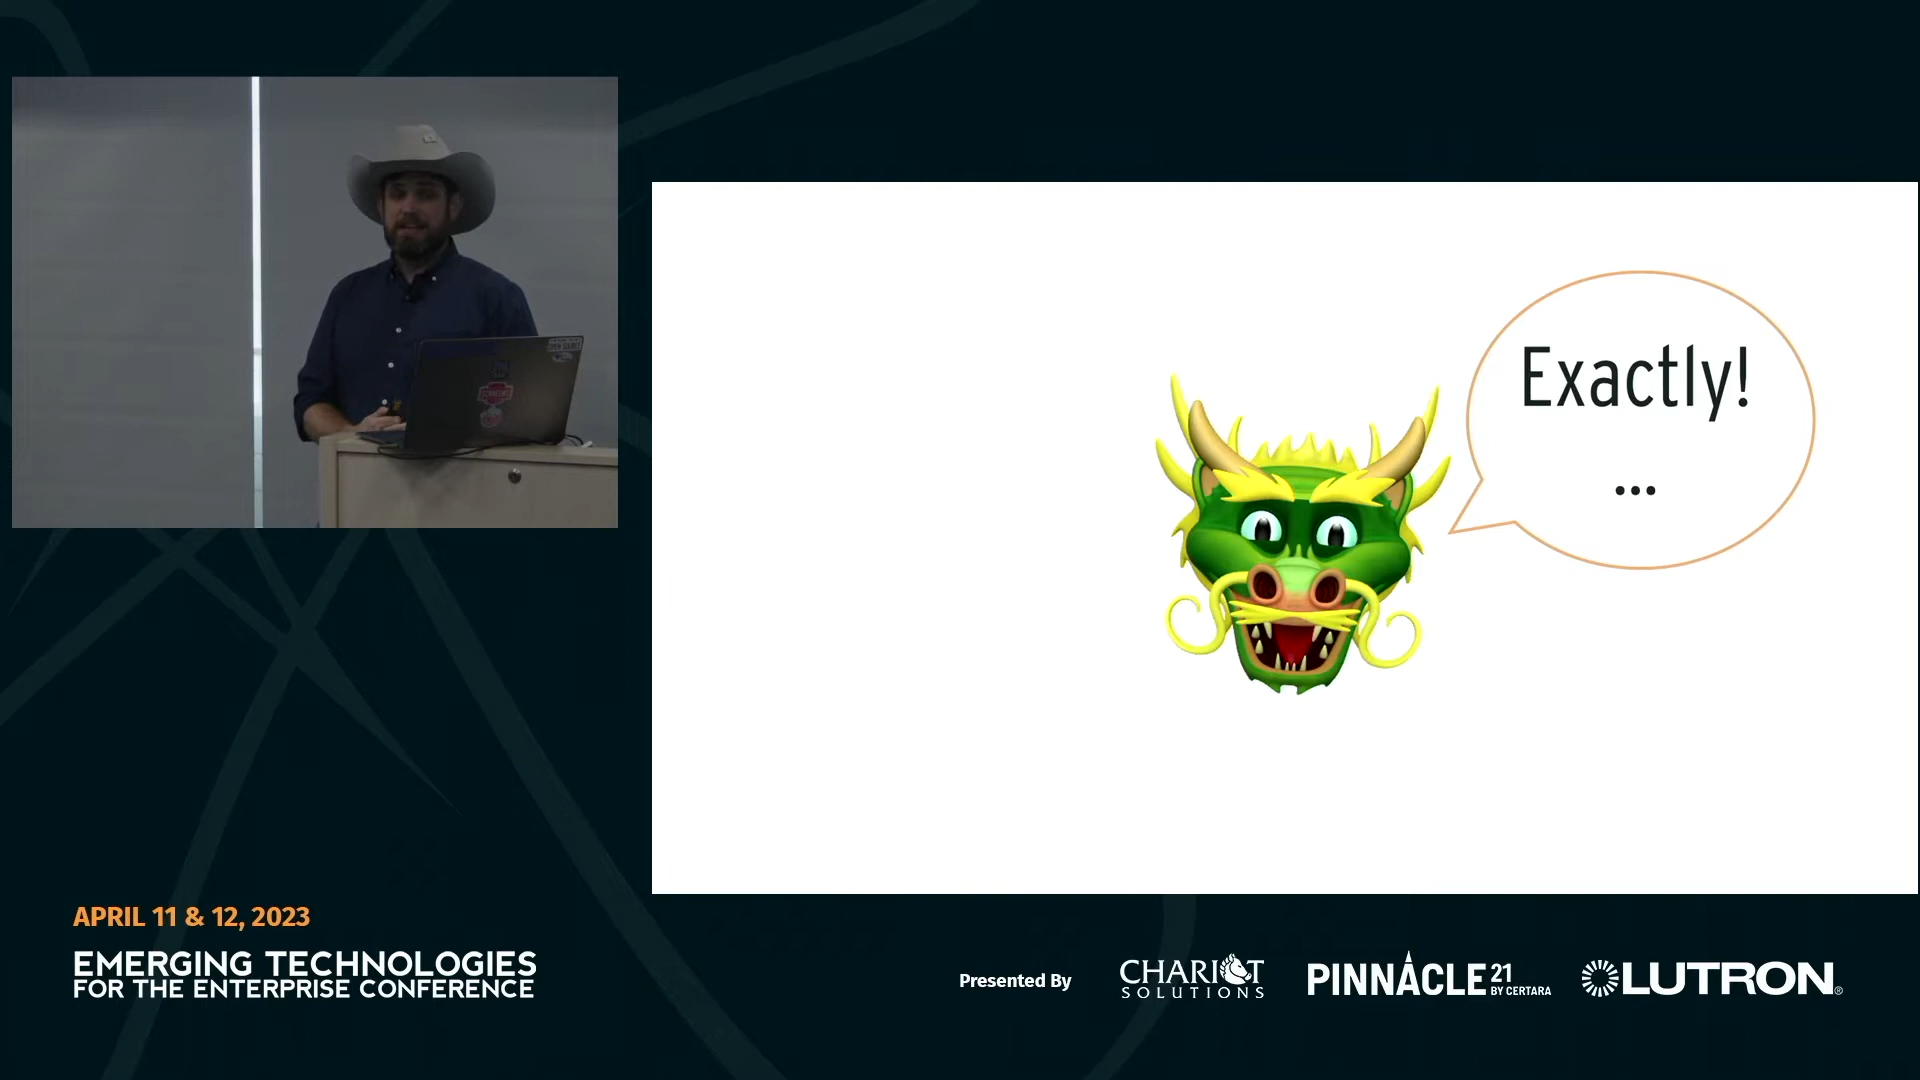 Exactly!
...
APRIL 11 & 12, 2023
EMERGING TECHNOLOGIES
FOR THE ENTERPRISE CONFERENCE
Presented By
CHARIOT
SOLUTIONS
PINNACLE 21
BY CERTARA
LUTRON®